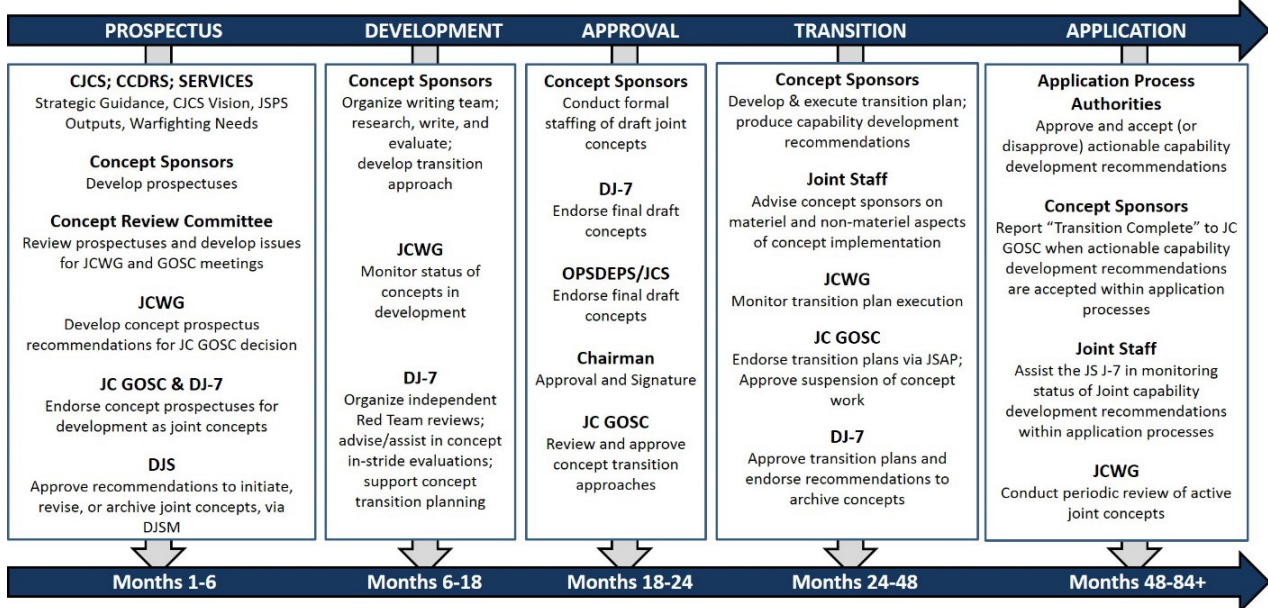 PROSPECTUS
DEVELOPMENT
APPROVAL
TRANSITION
APPLICATION
CJCS; CCDRS; SERVICES
Strategic Guidance, CJCS Vision, JSPS
Outputs, Warfighting Needs
Concept Sponsors
Develop prospectuses
Concept Review Committee
Review prospectuses and develop issues
for JCWG and GOSC meetings
JCWG
Develop concept prospectus
recommendations for JC GOSC decision
JC GOSC & DJ-7
Endorse concept prospectuses for
development as joint concepts
DJS
Approve recommendations to initiate,
revise, or archive joint concepts, via
DJSM
Concept Sponsors
Organize writing team;
research, write, and
evaluate;
develop transition
approach
JCWG
Monitor status of
concepts in
development
DJ-7
Organize independent
Red Team reviews;
advise/assist in concept
in-stride evaluations;
support concept
transition planning
Concept Sponsors
Conduct formal
staffing of draft joint
concepts
DJ-7
Endorse final draft
concepts
OPSDEPS/JCS
Endorse final draft
concepts
Chairman
Approval and Signature
JC GOSC
Review and approve
concept transition
approaches
Concept Sponsors
Develop & execute transition plan;
produce capability development
recommendations
Joint Staff
Advise concept sponsors on
materiel and non-materiel aspects
of concept implementation
JCWG
Monitor transition plan execution
JC GOSC
Endorse transition plans via JSAP;
Approve suspension of concept
work
DJ-7
Approve transition plans and
endorse recommendations to
archive concepts
Application Process
Authorities
Approve and accept (or
disapprove) actionable capability
development recommendations
Concept Sponsors
Report “Transition Complete” to JC
GOSC when actionable capability
development recommendations
are accepted within application
processes
Joint Staff
Assist the JS J-7 in monitoring
status of Joint capability
development recommendations
within application processes
JCWG
Conduct periodic review of active
joint concepts
Months 1-6
Months 6-18
Months 18-24
Months 24-48
Months 48-84+